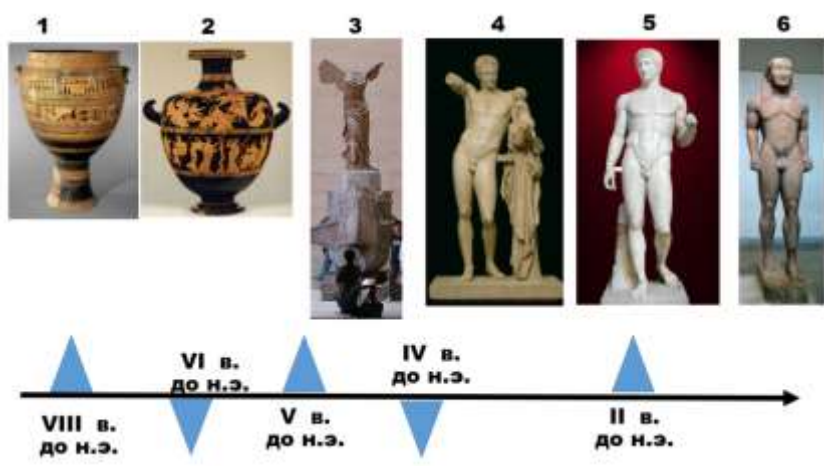 1 2 3 4 5 6
VI в.
до н.э.
IV в.
до н.э.
VIII в.
до н.э.
V в.
до н.э.
II в.
до н.э.